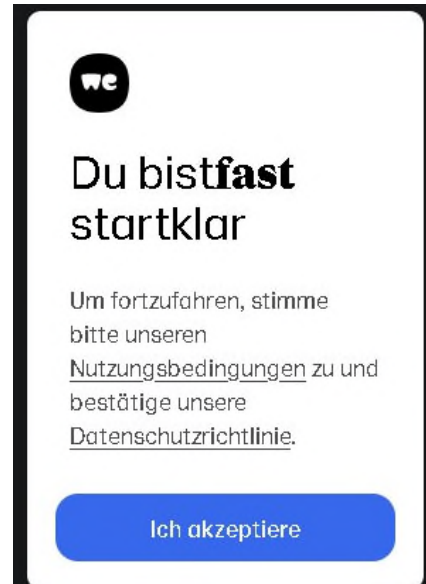 we
Du bistfast
startklar
Um fortzufahren, stimme
bitte unseren
Nutzungsbedingungen zu und
bestätige unsere
Datenschutzrichtlinie.
Ich akzeptiere